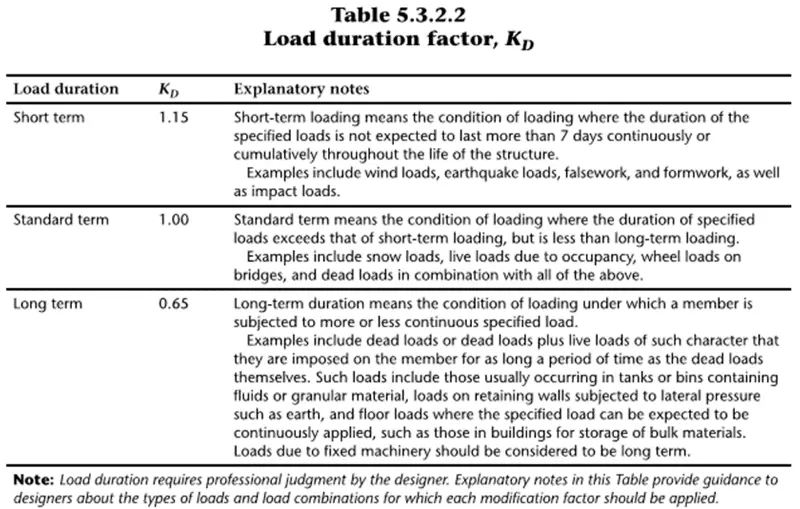 Table 5.3.2.2
Load duration factor, K_D
Load duration K_D Explanatory notes
Short term 1.15 Short-term loading means the condition of loading where the duration of the
specified loads is not expected to last more than 7 days continuously or
cumulatively throughout the life of the structure.
Examples include wind loads, earthquake loads, falsework, and formwork, as well
as impact loads.
Standard term 1.00 Standard term means the condition of loading where the duration of specified
loads exceeds that of short-term loading, but is less than long-term loading.
Examples include snow loads, live loads due to occupancy, wheel loads on
bridges, and dead loads in combination with all of the above.
Long term 0.65 Long-term duration means the condition of loading under which a member is
subjected to more or less continuous specified load.
Examples include dead loads or dead loads plus live loads of such character that
they are imposed on the member for as long a period of time as the dead loads
themselves. Such loads include those usually occurring in tanks or bins containing
fluids or granular material, loads on retaining walls subjected to lateral pressure
such as earth, and floor loads where the specified load can be expected to be
continuously applied, such as those in buildings for storage of bulk materials.
Loads due to fixed machinery should be considered to be long term.
Note: Load duration requires professional judgment by the designer. Explanatory notes in this Table provide guidance to
designers about the types of loads and load combinations for which each modification factor should be applied.